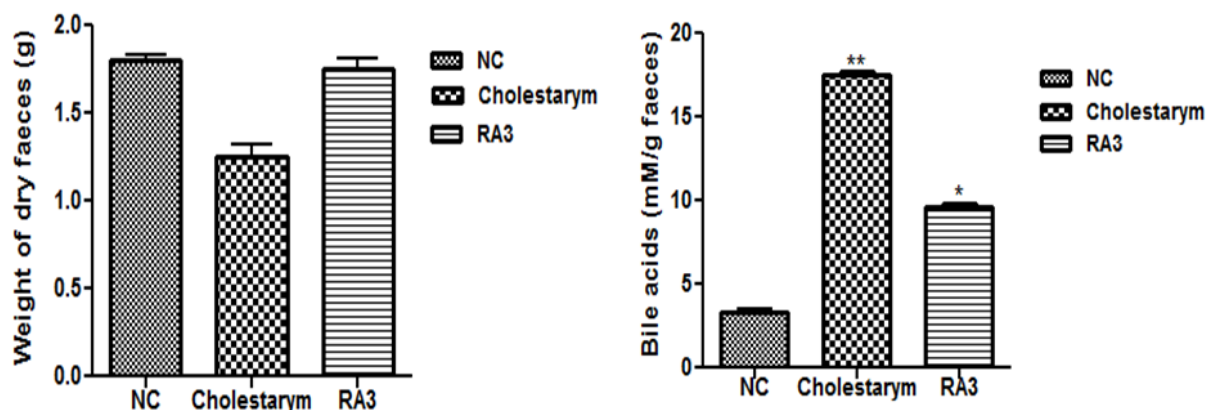 Weight of dry faeces (g)
2.0
1.5
1.0
0.5
0.0
NC
Cholestarym
RA3
NC
Cholestarym
RA3
Bile acids (mM/g faeces)
20
15
10
5
0
**
*
NC
Cholestarym
RA3
NC
Cholestarym
RA3